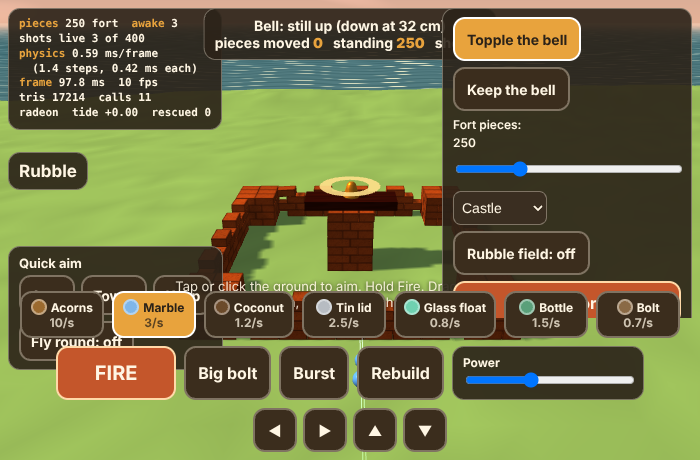 pieces 250 fort awake 3
shots live 3 of 400
physics 0.59 ms/frame
(1.4 steps, 0.42 ms each)
frame 97.8 ms 10 fps
tris 17214 calls 11
radeon tide +0.00 rescued 0
Bell: still up (down at 32 cm)
pieces moved 0 standing 250 s
Topple the bell
Keep the bell
Fort pieces:
250
Castle
Rubble field: off
Rubble
Quick aim
Tap or click the ground to aim. Hold Fire. Dr
Fly round: off
Acorns
10/s
Marble
3/s
Coconut
1.2/s
Tin lid
2.5/s
Glass float
0.8/s
Bottle
1.5/s
Bolt
0.7/s
FIRE
Big bolt
Burst
Rebuild
Power